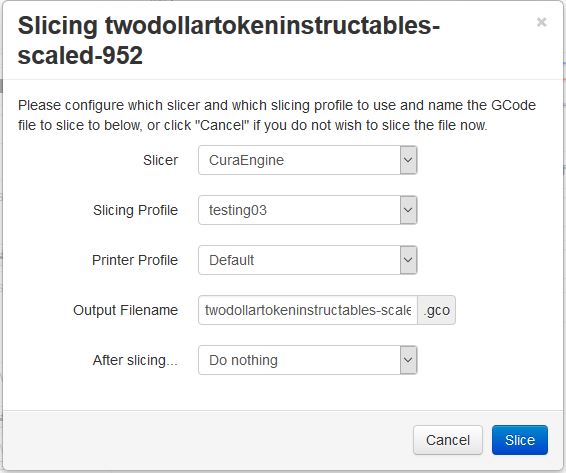 Slicing twodollartokeninstructables-
scaled-952
×
Please configure which slicer and which slicing profile to use and name the GCode
file to slice to below, or click "Cancel" if you do not wish to slice the file now.
Slicer CuraEngine
Slicing Profile testing03
Printer Profile Default
Output Filename twodollartokeninstructables-scale .gco
After slicing... Do nothing
Cancel Slice